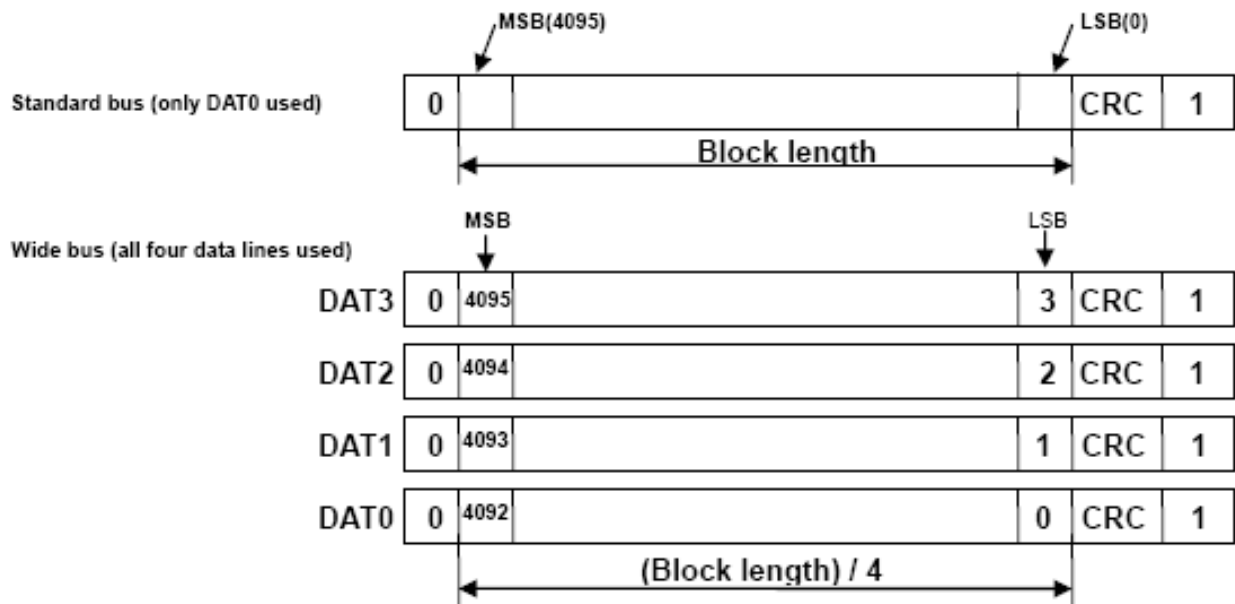 MSB(4095) LSB(0)
Standard bus (only DAT0 used) 0 CRC 1
Block length
MSB LSB
Wide bus (all four data lines used)
DAT3 0 4095 3 CRC 1
DAT2 0 4094 2 CRC 1
DAT1 0 4093 1 CRC 1
DAT0 0 4092 0 CRC 1
(Block length) / 4